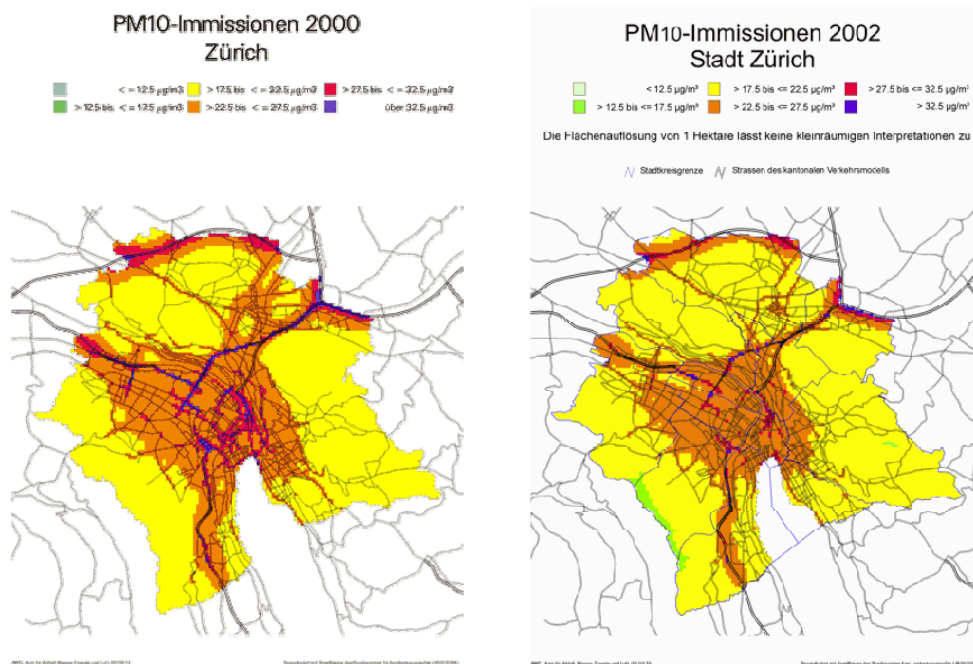 PM10-Immissionen 2000
Zürich
<= 12.5 µg/m3
> 17.5 bis <= 22.5 µg/m3
> 27.5 bis <= 32.5 µg/m3
> 12.5 bis <= 17.5 µg/m3
> 22.5 bis <= 27.5 µg/m3
über 32.5 µg/m3
PM10-Immissionen 2002
Stadt Zürich
< 12.5 µg/m³
> 17.5 bis <= 22.5 µg/m³
> 27.5 bis <= 32.5 µg/m³
> 12.5 bis <= 17.5 µg/m³
> 22.5 bis <= 27.5 µg/m³
> 32.5 µg/m³
Die Flächenauflösung von 1 Hektare lässt keine kleinräumigen Interpretationen zu
Stadtkreisgrenze
Strassen des kantonalen Verkehrsmodells